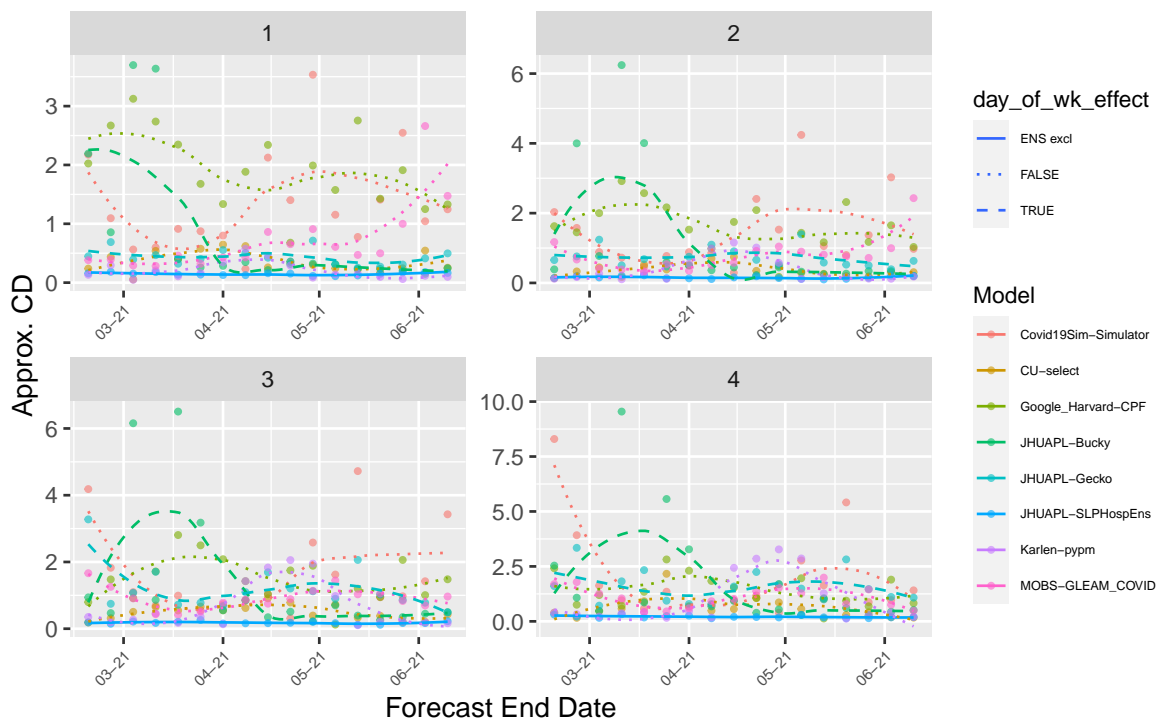 1
2
3
2
1
0
03−21
04−21
05−21
06−21
6
4
2
0
03−21
04−21
05−21
06−21
3
4
6
4
2
0
03−21
04−21
05−21
06−21
10.0
7.5
5.0
2.5
0.0
03−21
04−21
05−21
06−21
Approx. CD
Forecast End Date
day_of_wk_effect
ENS excl
FALSE
TRUE
Model
Covid19Sim−Simulator
CU−select
Google_Harvard−CPF
JHUAPL−Bucky
JHUAPL−Gecko
JHUAPL−SLPHospEns
Karlen−pypm
MOBS−GLEAM_COVID